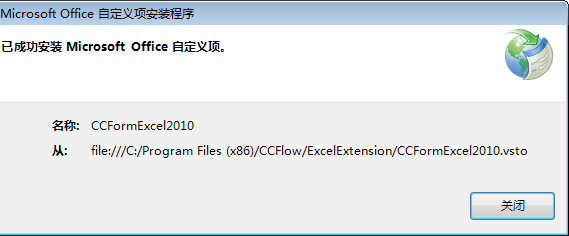 Microsoft Office 自定义项安装程序
已成功安装 Microsoft Office 自定义项。
名称: CCFormExcel2010
从: file:///C:/Program Files (x86)/CCFlow/ExcelExtension/CCFormExcel2010.vsto
关闭